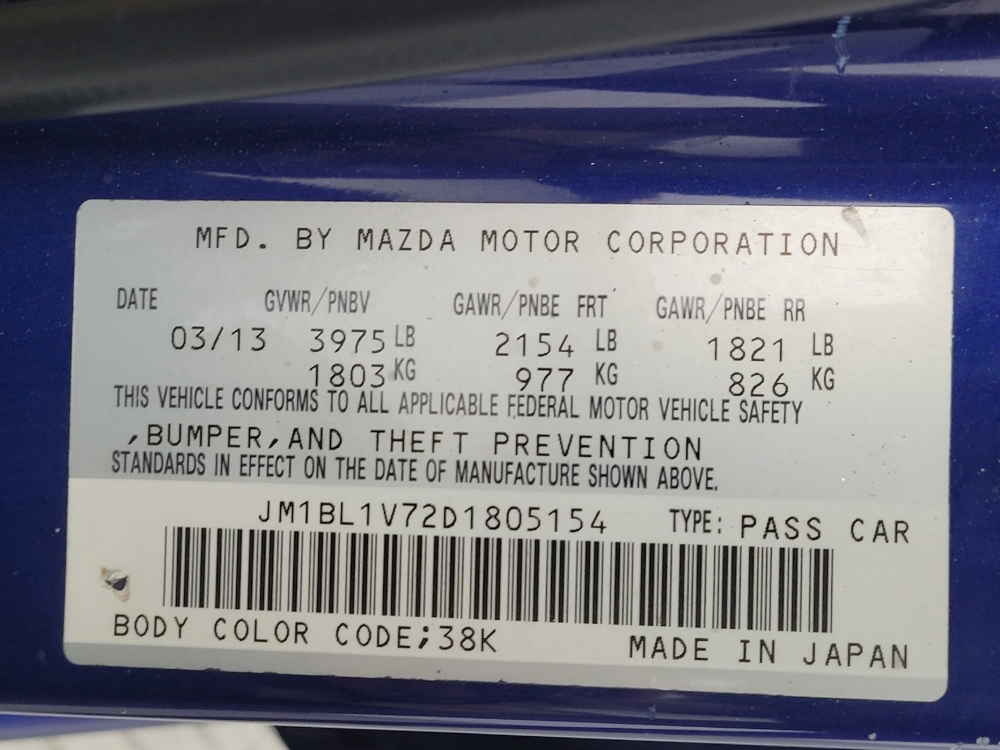 MFD. BY MAZDA MOTOR CORPORATION
DATE GVWR/PNBV GAWR/PNBE FRT GAWR/PNBE RR
03/13 3975 LB 2154 LB 1821 LB
1803 KG 977 KG 826 KG
THIS VEHICLE CONFORMS TO ALL APPLICABLE FEDERAL MOTOR VEHICLE SAFETY
,BUMPER,AND THEFT PREVENTION
STANDARDS IN EFFECT ON THE DATE OF MANUFACTURE SHOWN ABOVE.
JM1BL1V72D1805154 TYPE: PASS CAR
BODY COLOR CODE;38K MADE IN JAPAN